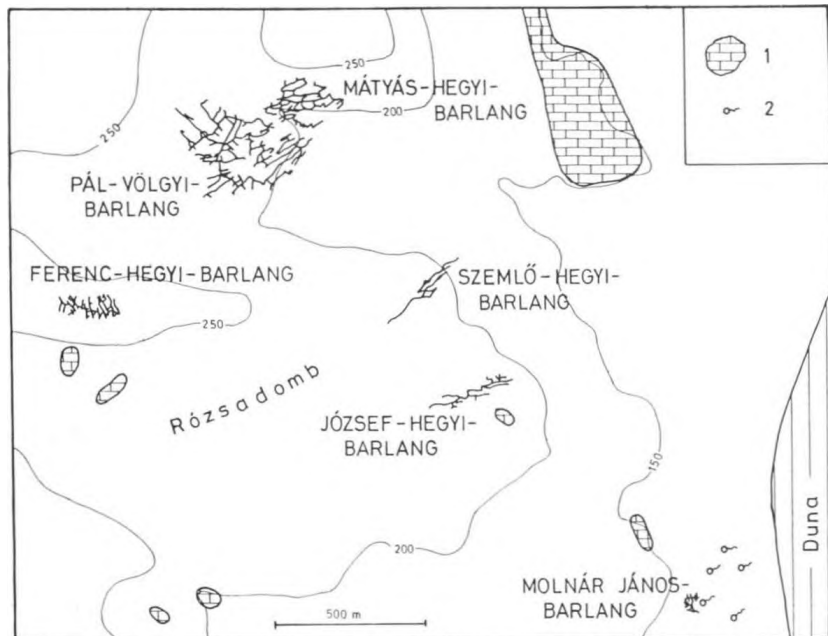 250
MÁTYÁS-HEGYI-
BARLANG
200
250
PÁL-VÖLGYI-
BARLANG
1
2
FERENC-HEGYI-BARLANG
250
SZEMLŐ-HEGYI-
BARLANG
Rózsadomb
JÓZSEF-HEGYI-
BARLANG
150
200
Duna
MOLNÁR JÁNOS-
BARLANG
500 m